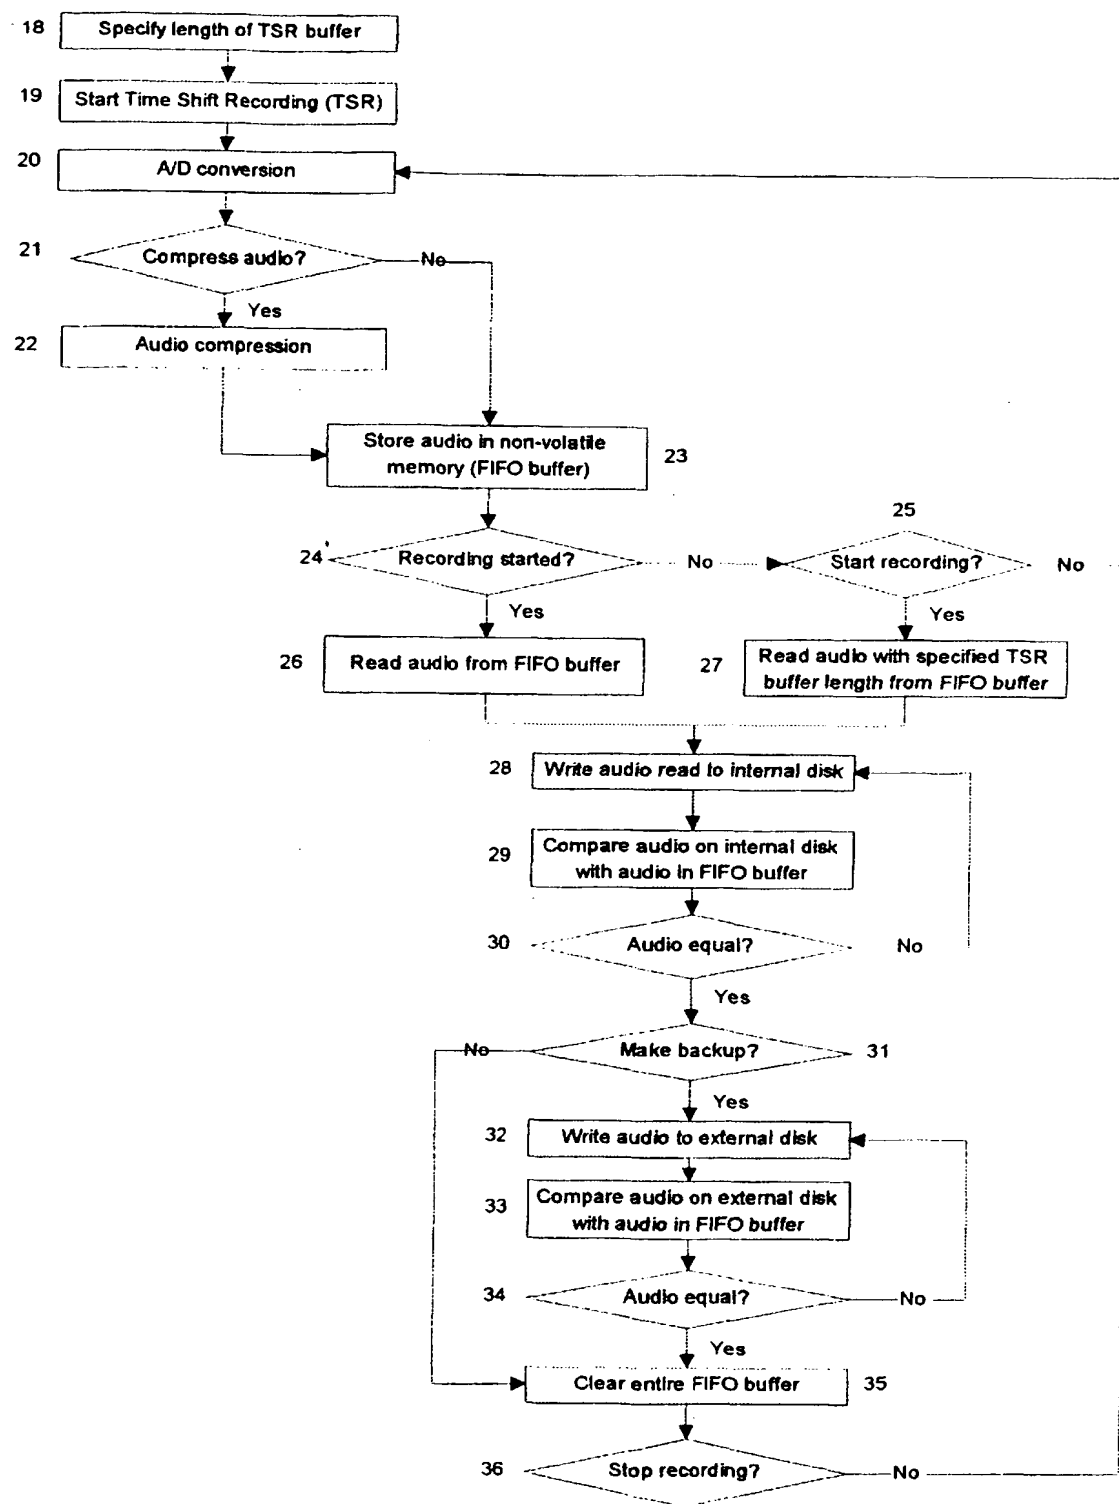 18 Specify length of TSR buffer
19 Start Time Shift Recording (TSR)
20 A/D conversion
21 Compress audio? No
Yes
22 Audio compression
Store audio in non-volatile
memory (FIFO buffer) 23
25
24 Recording started? No Start recording? No
Yes Yes
26 Read audio from FIFO buffer
27 Read audio with specified TSR
buffer length from FIFO buffer
28 Write audio read to internal disk
29 Compare audio on internal disk
with audio in FIFO buffer
30 Audio equal? No
Yes
No Make backup? 31
Yes
32 Write audio to external disk
33 Compare audio on external disk
with audio in FIFO buffer
34 Audio equal? No
Yes
Clear entire FIFO buffer 35
36 Stop recording? No